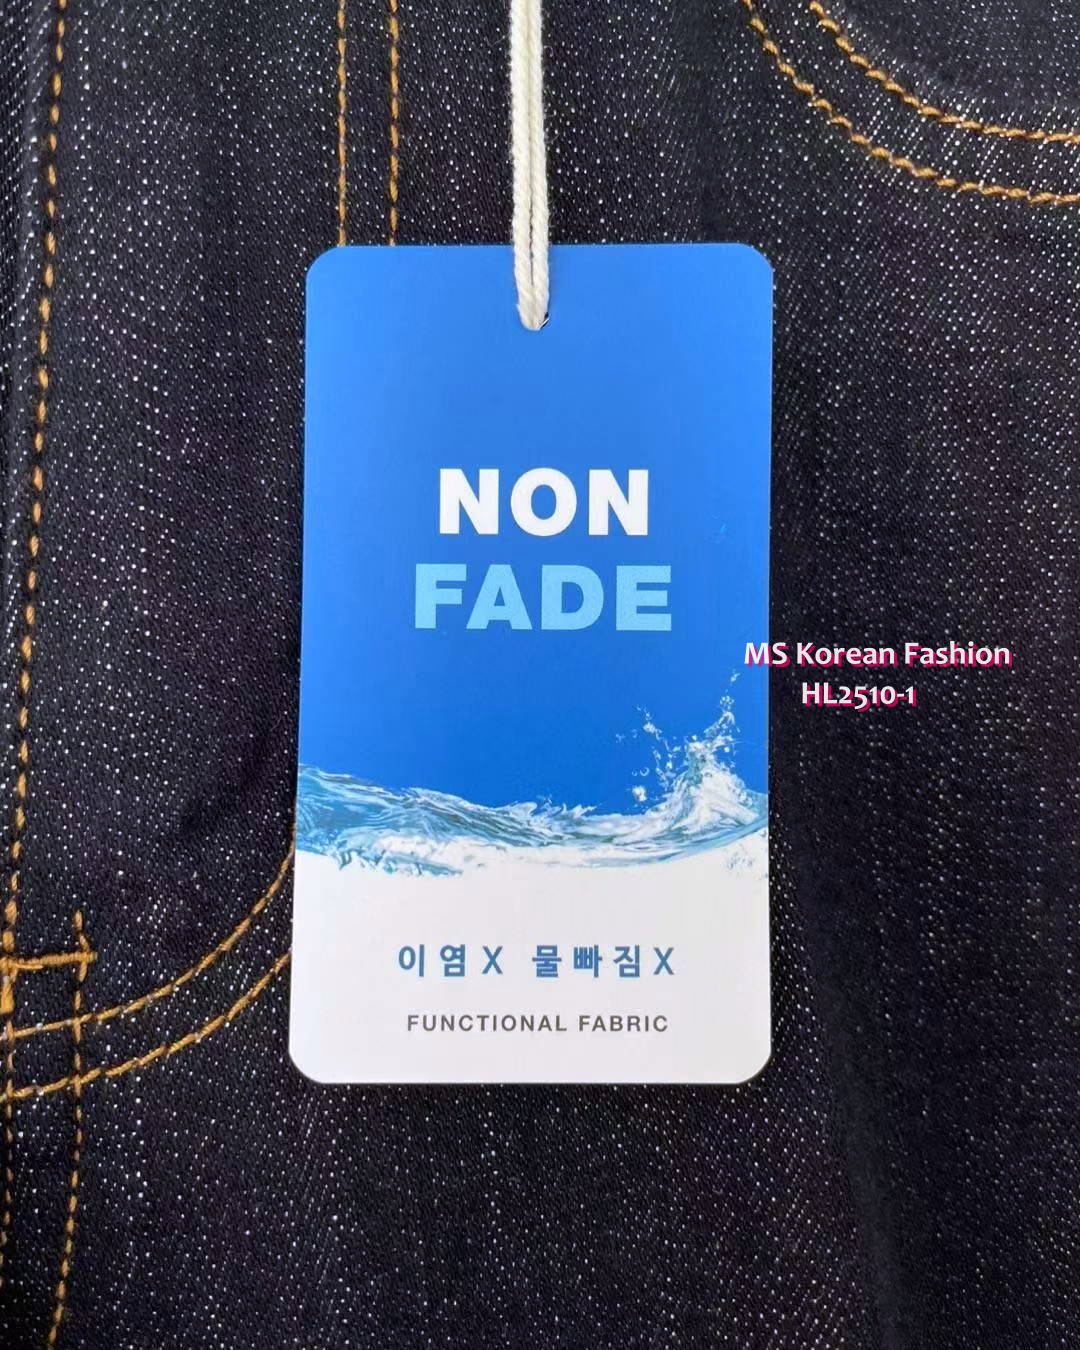 NON
FADE
MS Korean Fashion
HL2510-1
이염X 물빠짐X
FUNCTIONAL FABRIC